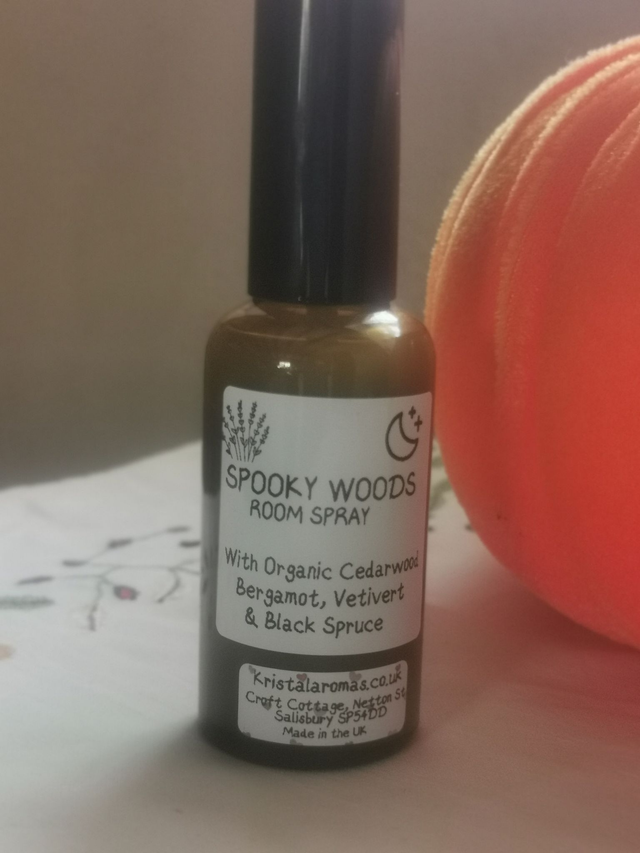 SPOOKY WOODS
ROOM SPRAY
With Organic Cedarwood
Bergamot, Vetivert
& Black Spruce
Kristalaromas.co.uk
Croft Cottage, Netton St
Salisbury SP54DD
Made in the UK